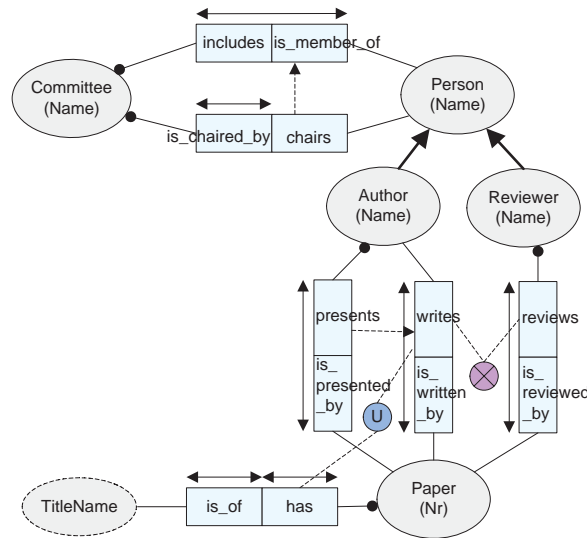 includes is_member_of
Committee
(Name)
Person
(Name)
is_chaired_by chairs
Author
(Name)
Reviewer
(Name)
presents writes reviews
is_
presented
_by
is_
written
_by
is_
reviewed
_by
U
TitleName is_of has
Paper
(Nr)